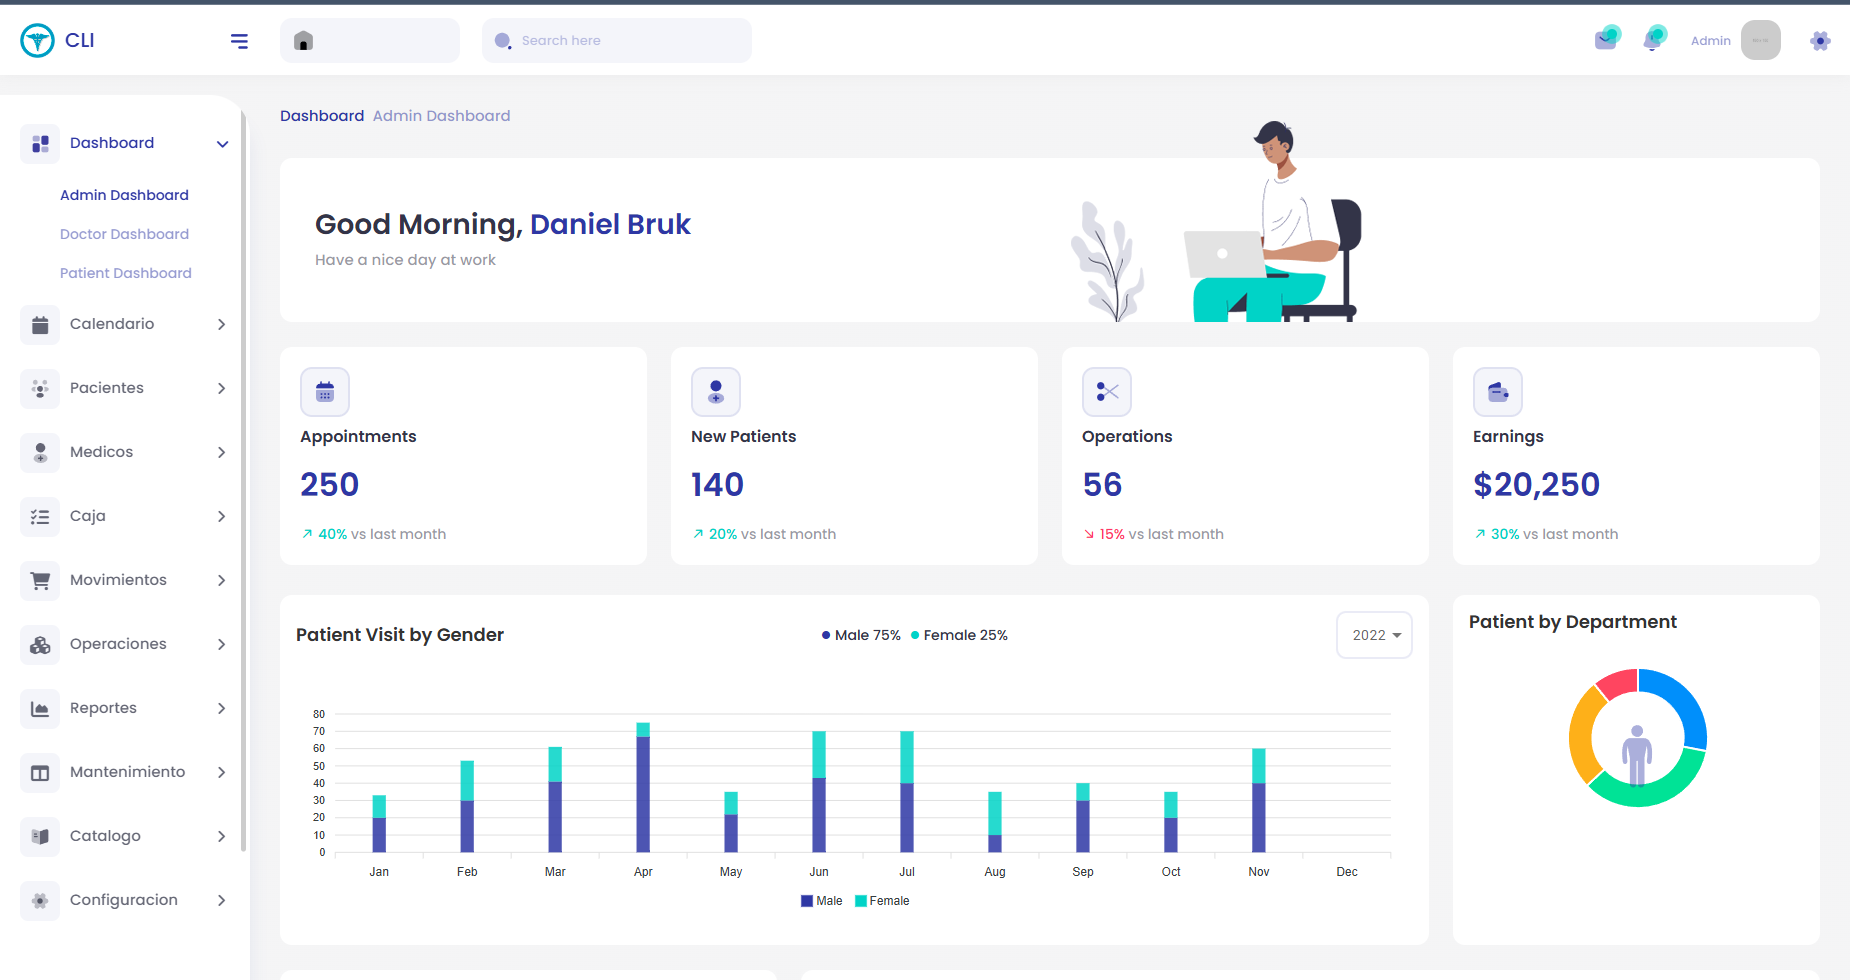 CLI
Search here
Admin
Dashboard
Admin Dashboard
Doctor Dashboard
Patient Dashboard
Calendario
Pacientes
Medicos
Caja
Movimientos
Operaciones
Reportes
Mantenimiento
Catalogo
Configuracion
Dashboard Admin Dashboard
Good Morning, Daniel Bruk
Have a nice day at work
Appointments
250
40% vs last month
New Patients
140
20% vs last month
Operations
56
15% vs last month
Earnings
$20,250
30% vs last month
Patient Visit by Gender
Male 75% Female 25%
2022
80
70
60
50
40
30
20
10
0
Jan Feb Mar Apr May Jun Jul Aug Sep Oct Nov Dec
Male Female
Patient by Department